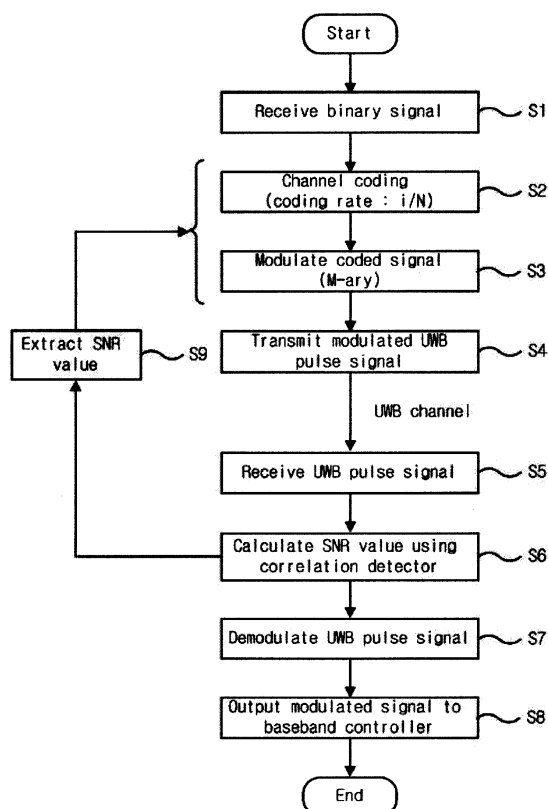 Start
Receive binary signal
S1
Channel coding
(coding rate : i/N)
S2
Modulate coded signal
(M-ary)
S3
Extract SNR
value
S9
Transmit modulated UWB
pulse signal
S4
UWB channel
Receive UWB pulse signal
S5
Calculate SNR value using
correlation detector
S6
Demodulate UWB pulse signal
S7
Output modulated signal to
baseband controller
S8
End